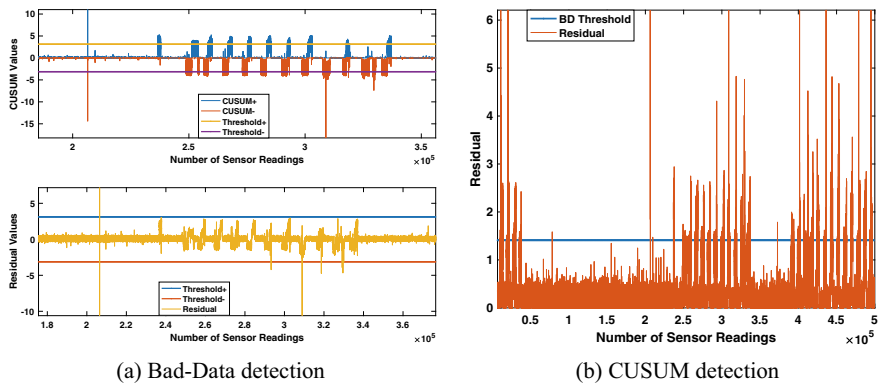 10
5
0
-5
-10
-15
CUSUM Values
CUSUM+
CUSUM-
Threshold+
Threshold-
2
2.5
3
3.5
× 10^5
Number of Sensor Readings
5
0
-5
-10
Residual Values
Threshold+
Threshold-
Residual
1.8
2
2.2
2.4
2.6
2.8
3
3.2
3.4
3.6
× 10^5
Number of Sensor Readings
(a) Bad-Data detection
6
5
4
3
2
1
0
Residual
BD Threshold
Residual
0.5
1
1.5
2
2.5
3
3.5
4
4.5
5
× 10^5
Number of Sensor Readings
(b) CUSUM detection